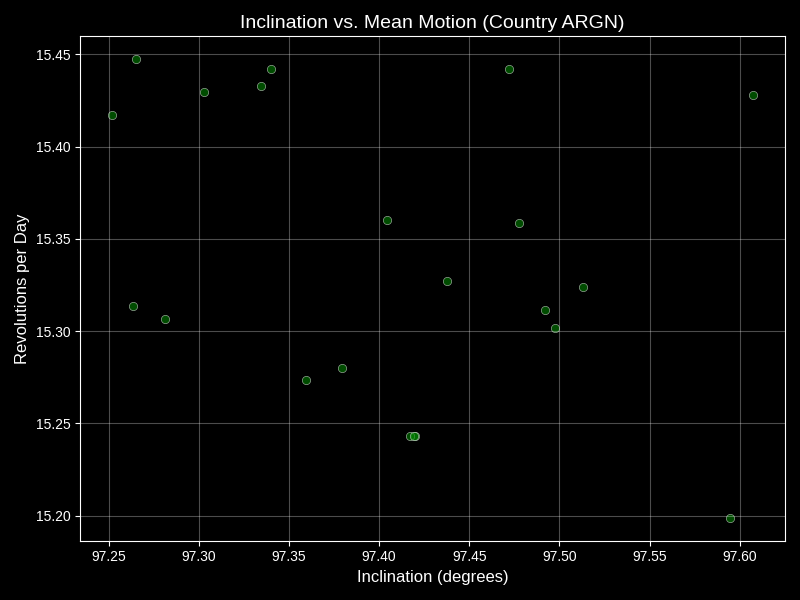 Inclination vs. Mean Motion (Country ARGN)
15.45
15.40
15.35
15.30
15.25
15.20
Revolutions per Day
97.25 97.30 97.35 97.40 97.45 97.50 97.55 97.60
Inclination (degrees)